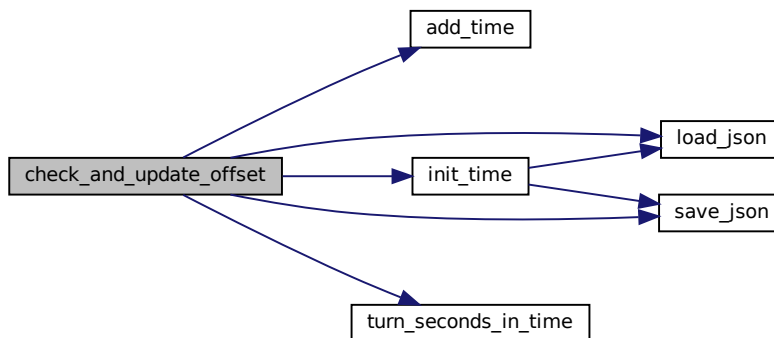 add_time
load_json
check_and_update_offset
init_time
save_json
turn_seconds_in_time